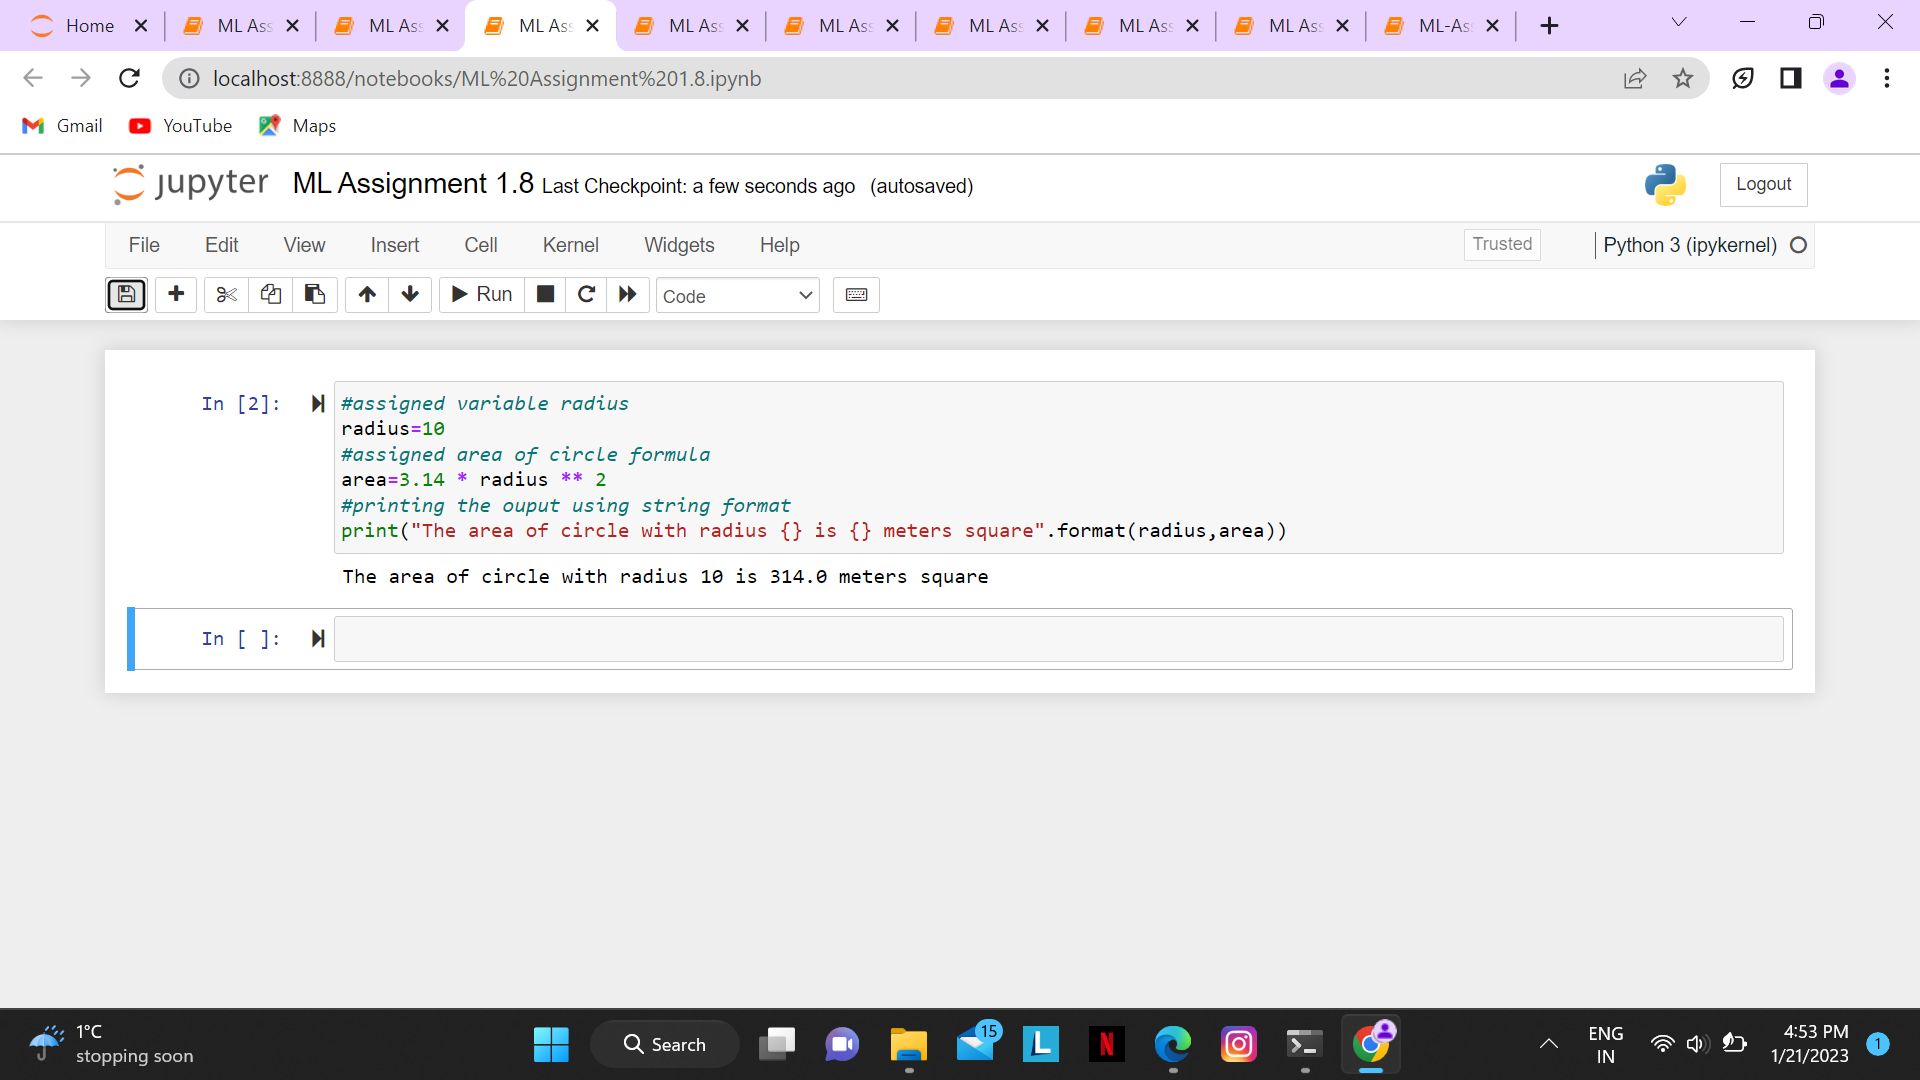 Home ML Ass ML Ass ML Ass ML Ass ML Ass ML Ass ML Ass ML Ass ML-As
localhost:8888/notebooks/ML%20Assignment%201.8.ipynb
Gmail YouTube Maps
jupyter ML Assignment 1.8 Last Checkpoint: a few seconds ago (autosaved) Logout
File Edit View Insert Cell Kernel Widgets Help Trusted Python 3 (ipykernel)
Run Code
In [2]: #assigned variable radius
radius=10
#assigned area of circle formula
area=3.14 * radius ** 2
#printing the ouput using string format
print("The area of circle with radius {} is {} meters square".format(radius,area))
The area of circle with radius 10 is 314.0 meters square
In [ ]:
1°C
stopping soon
Search
15
L
N
ENG
IN
4:53 PM
1/21/2023
1